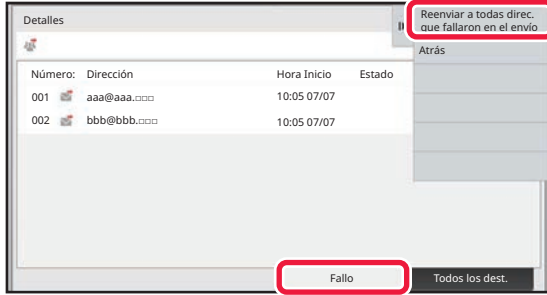 Detalles
Reenviar a todas direc.
que fallaron en el envío
Atrás
Número: Dirección Hora Inicio Estado
001 aaa@aaa.□□□ 10:05 07/07
002 bbb@bbb.□□□ 10:05 07/07
Fallo Todos los dest.